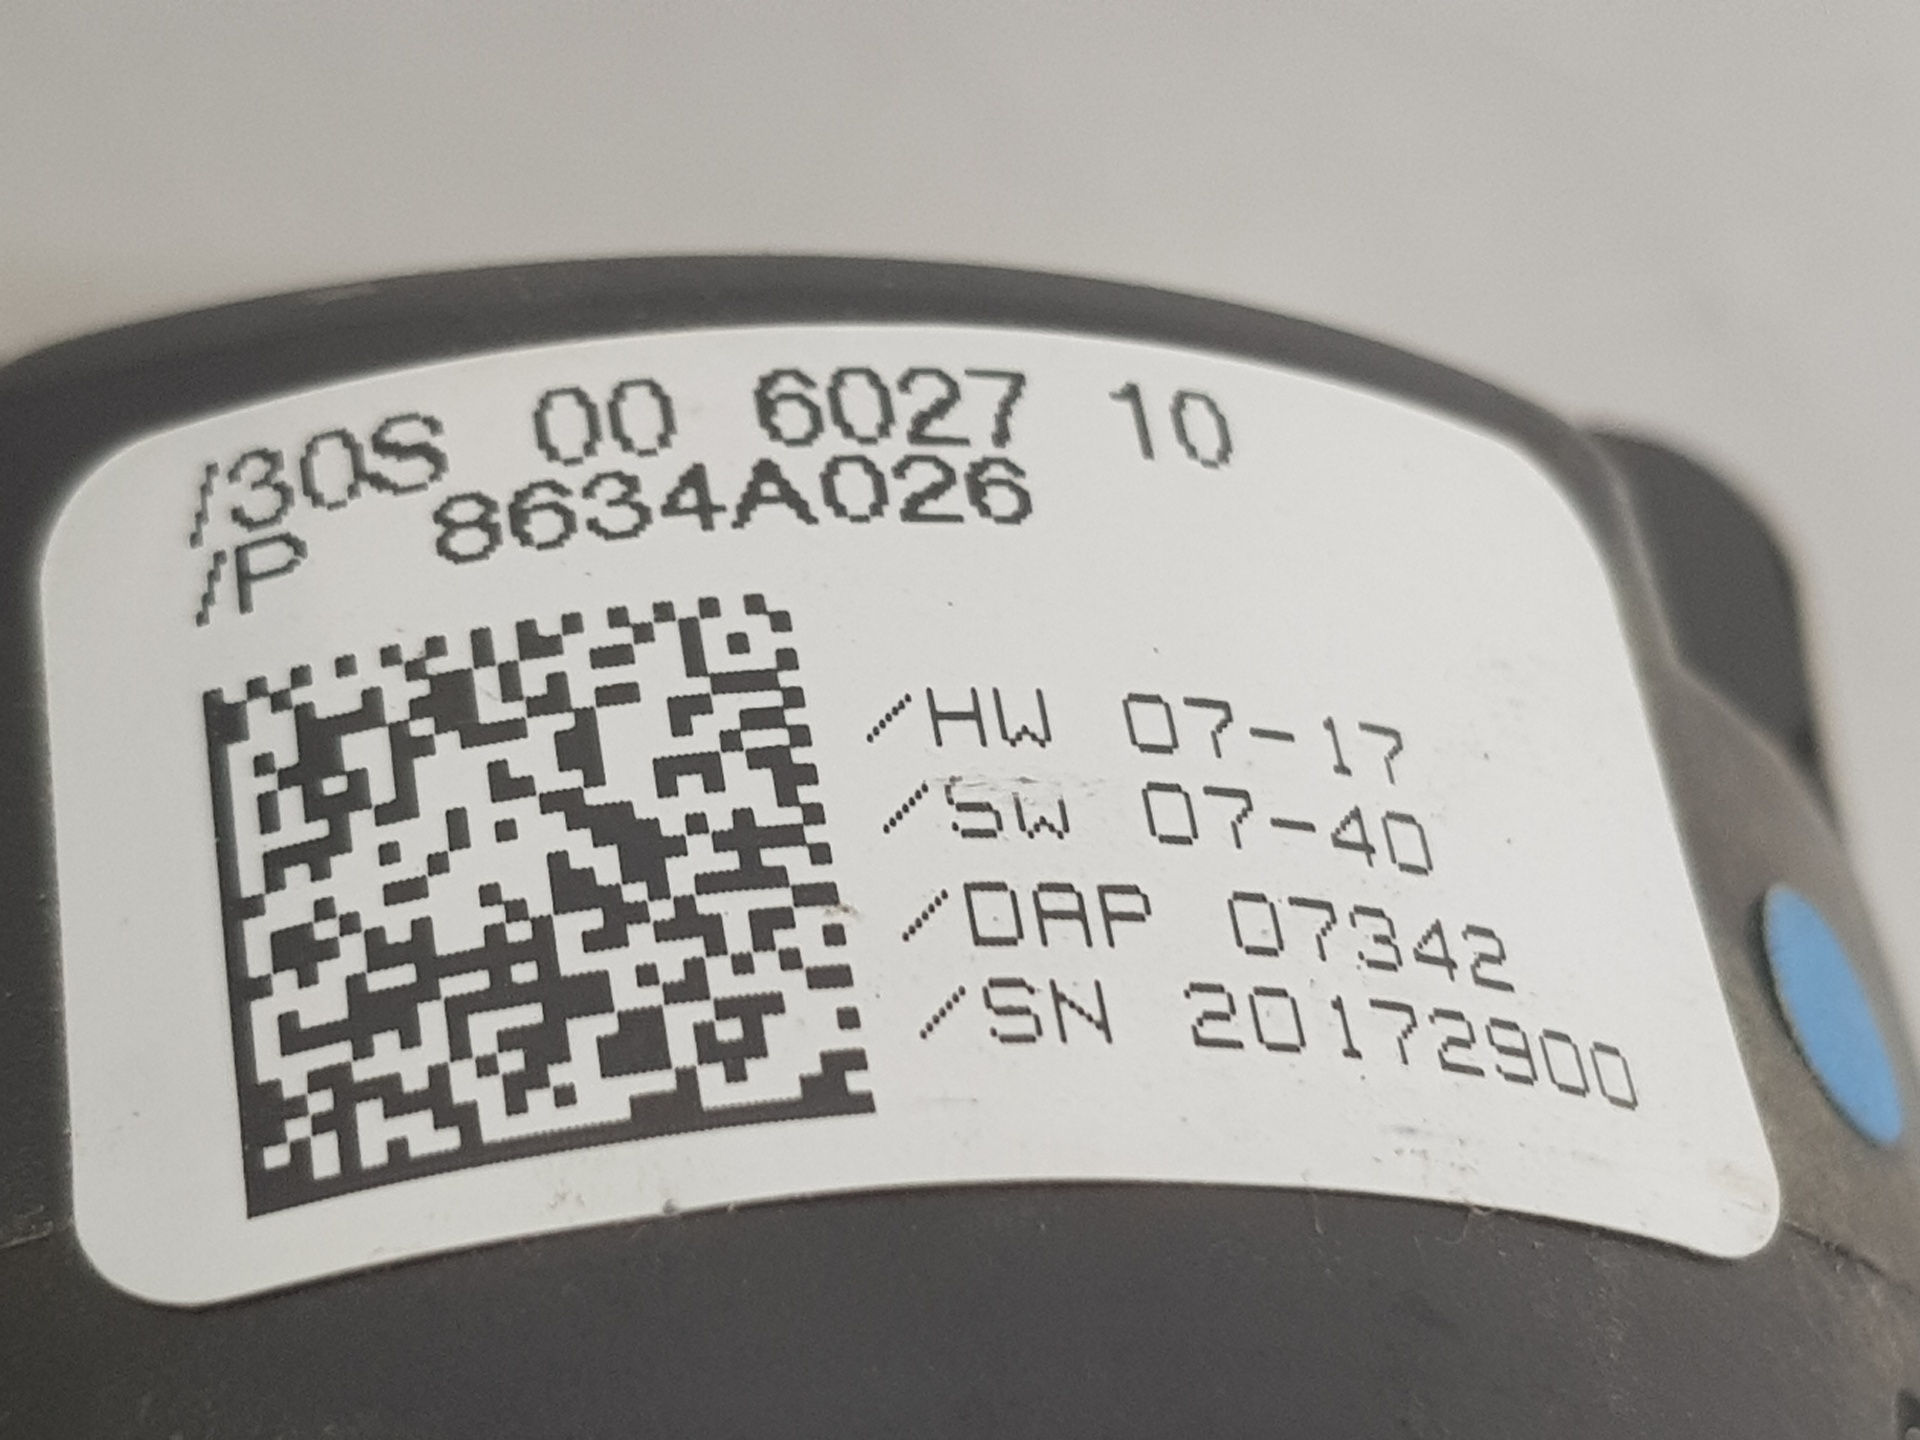 /30S 00 6027 10
/P 8634A026
/HW 07-17
/SW 07-40
/DAP 07342
/SN 20172900